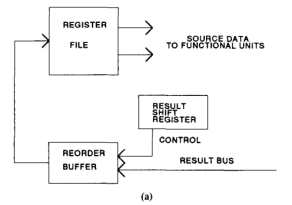 REGISTER
FILE
SOURCE DATA
TO FUNCTIONAL UNITS
RESULT
SHIFT
REGISTER
CONTROL
REORDER
BUFFER
RESULT BUS
(a)